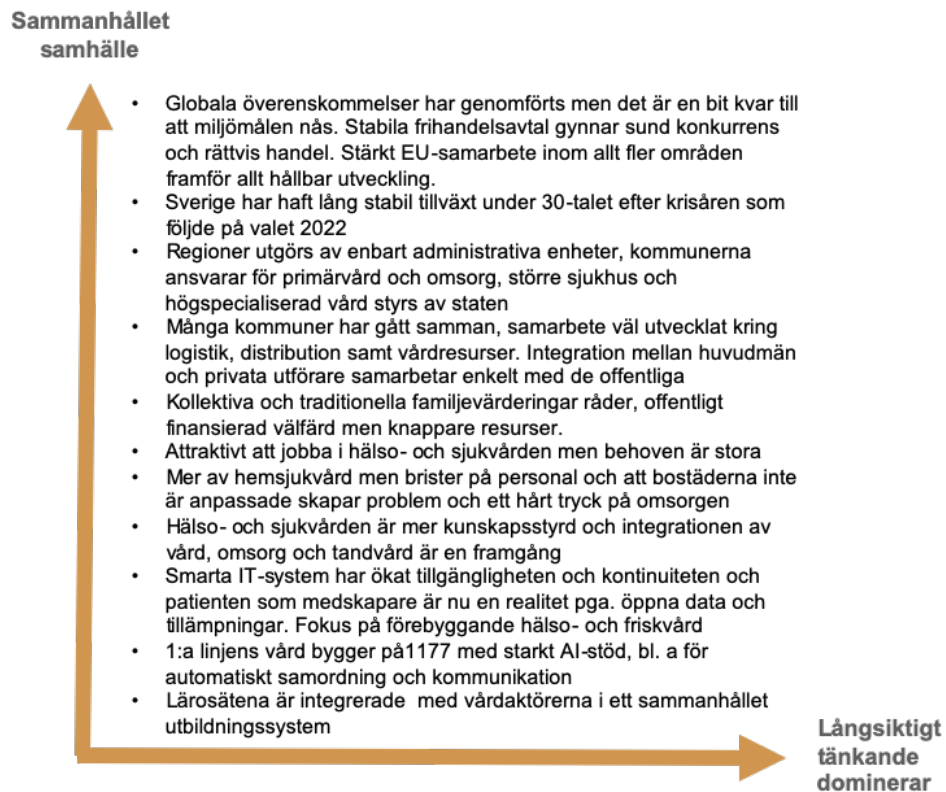 Sammanhållet
samhälle
• Globala överenskommelser har genomförts men det är en bit kvar till
att miljömålen nås. Stabila frihandelsavtal gynnar sund konkurrens
och rättvis handel. Stärkt EU-samarbete inom allt fler områden
framför allt hållbar utveckling.
• Sverige har haft lång stabil tillväxt under 30-talet efter krisåren som
följde på valet 2022
• Regioner utgörs av enbart administrativa enheter, kommunerna
ansvarar för primärvård och omsorg, större sjukhus och
högspecialiserad vård styrs av staten
• Många kommuner har gått samman, samarbete väl utvecklat kring
logistik, distribution samt vårdresurser. Integration mellan huvudmän
och privata utförare samarbetar enkelt med de offentliga
• Kollektiva och traditionella familjevärderingar råder, offentligt
finansierad välfärd men knappare resurser.
• Attraktivt att jobba i hälso- och sjukvården men behoven är stora
• Mer av hemsjukvård men brister på personal och att bostäderna inte
är anpassade skapar problem och ett hårt tryck på omsorgen
• Hälso- och sjukvården är mer kunskapsstyrd och integrationen av
vård, omsorg och tandvård är en framgång
• Smarta IT-system har ökat tillgängligheten och kontinuiteten och
patienten som medskapare är nu en realitet pga. öppna data och
tillämpningar. Fokus på förebyggande hälso- och friskvård
• 1:a linjens vård bygger på1177 med starkt AI-stöd, bl. a för
automatiskt samordning och kommunikation
• Lärosätena är integrerade  med vårdaktörerna i ett sammanhållet
utbildningssystem
Långsiktigt
tänkande
dominerar